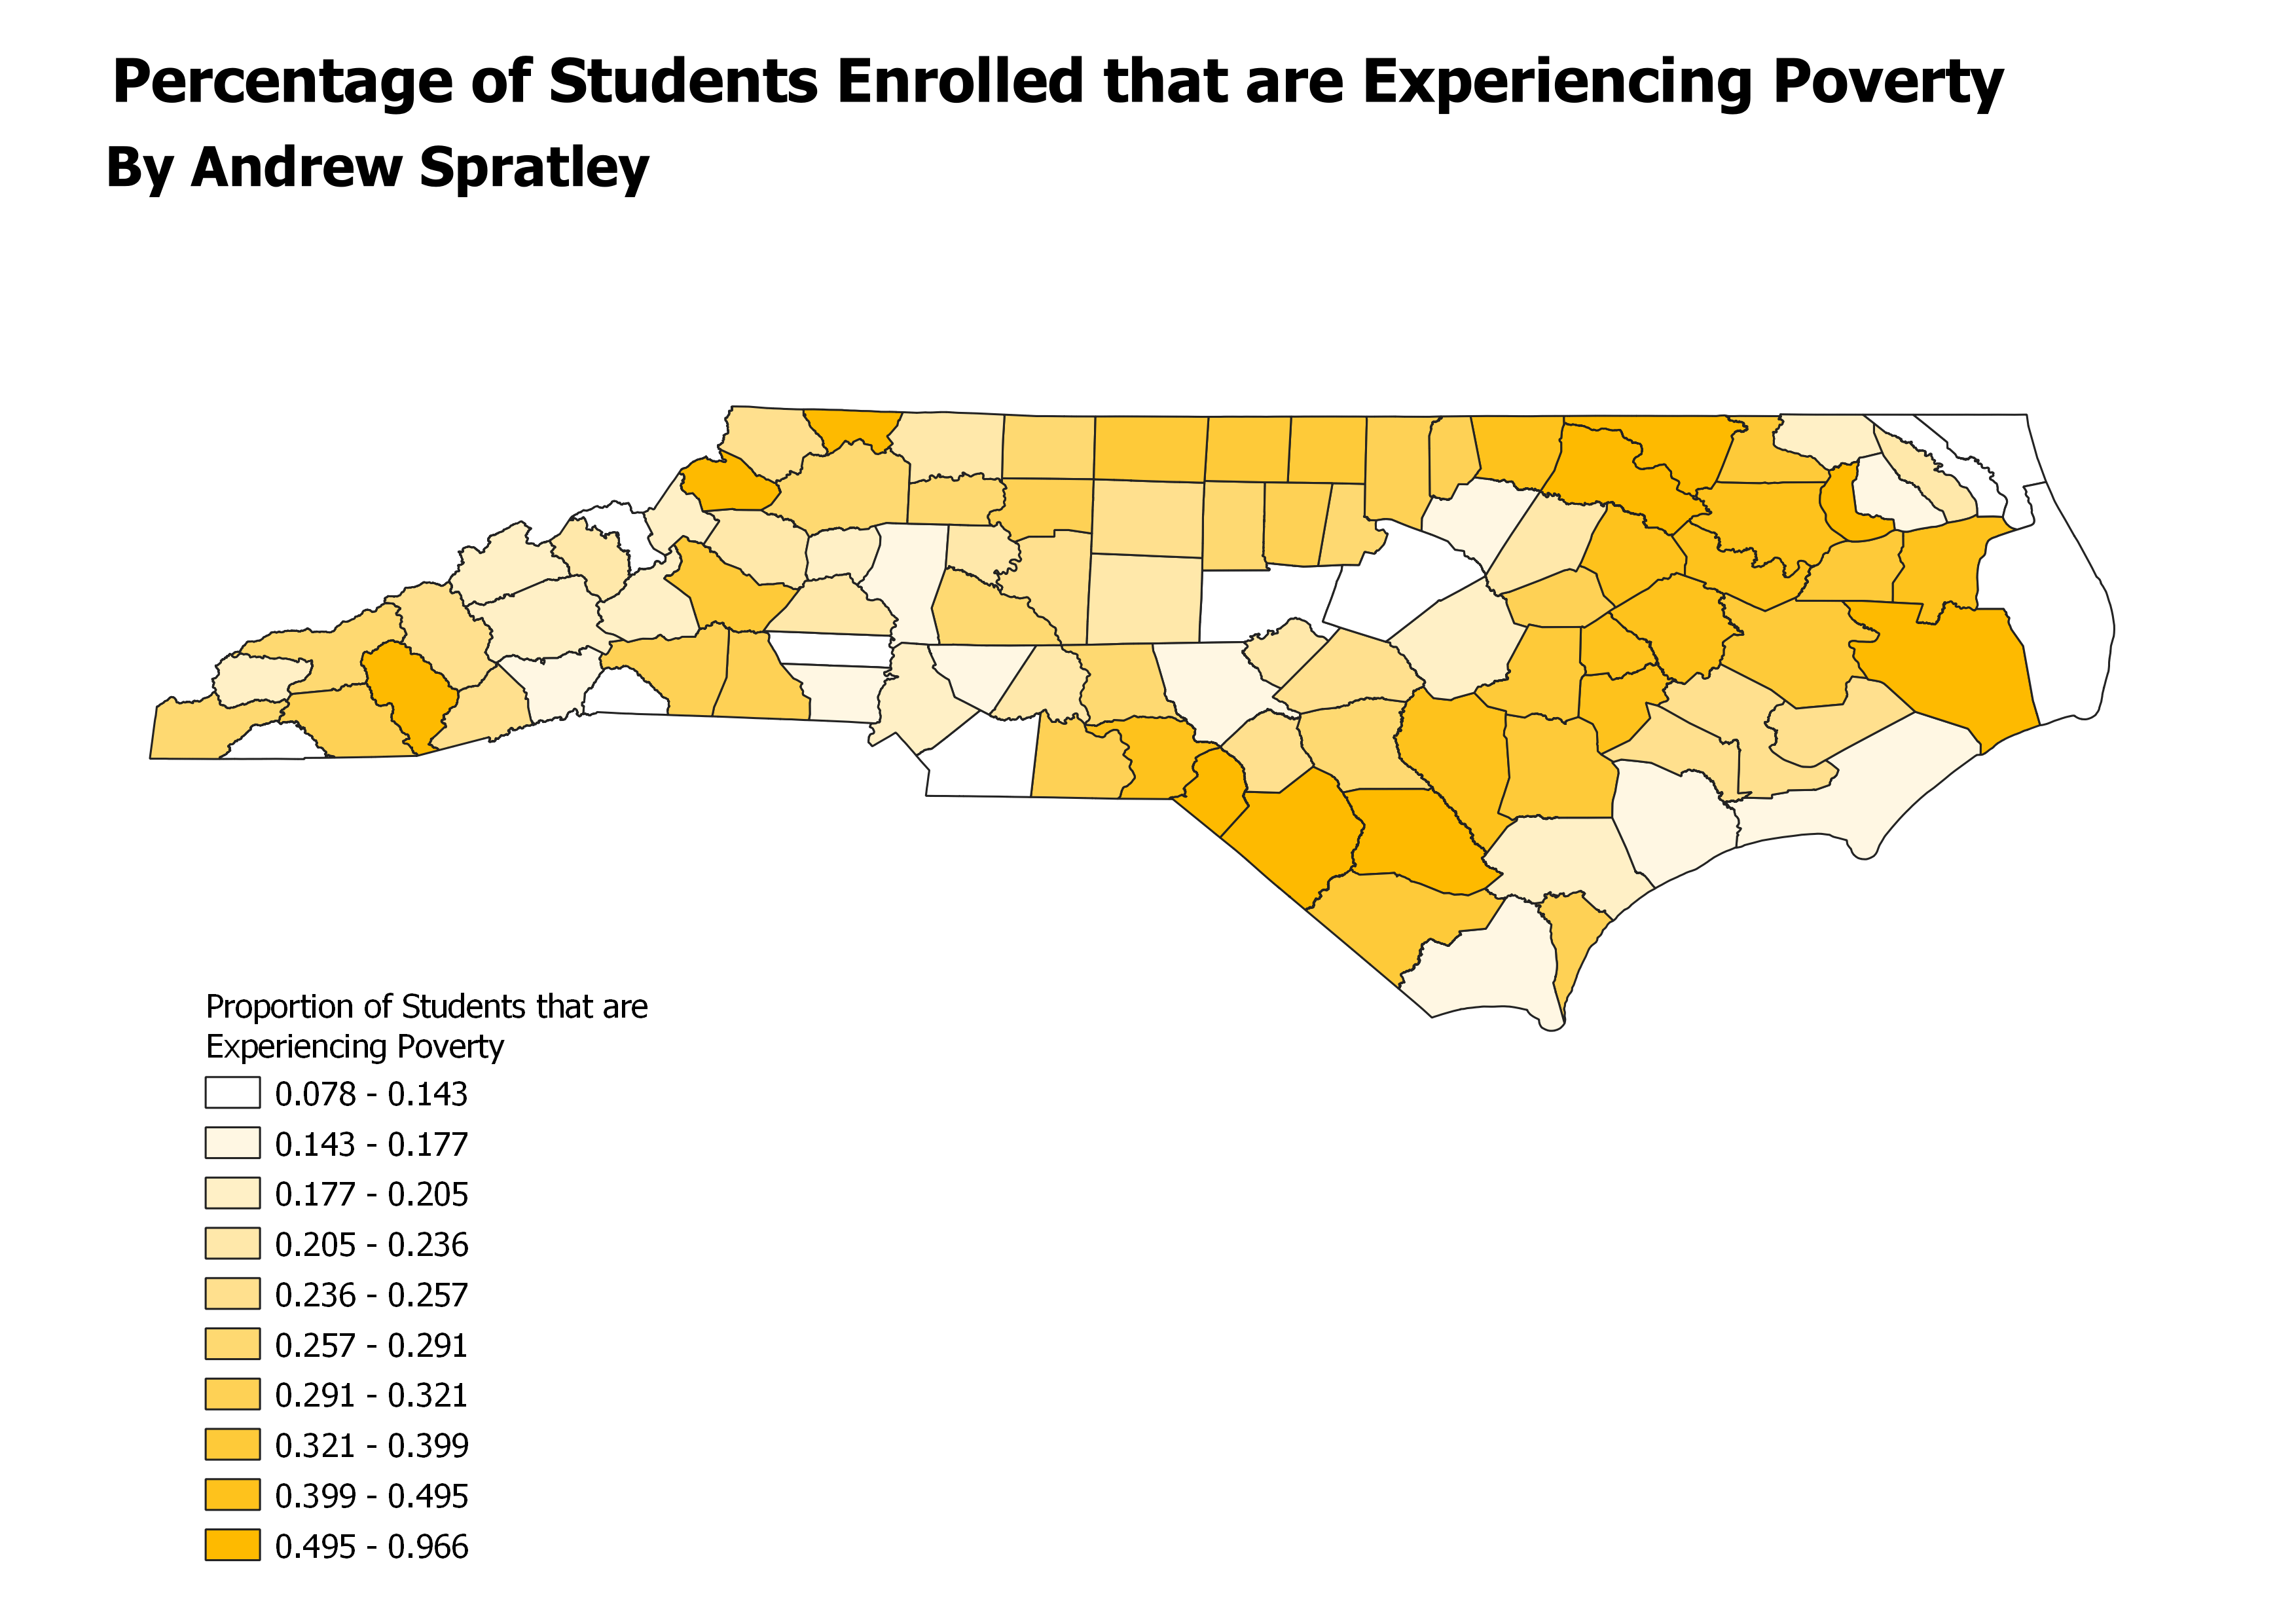 Percentage of Students Enrolled that are Experiencing Poverty
By Andrew Spratley
Proportion of Students that are
Experiencing Poverty
0.078 - 0.143
0.143 - 0.177
0.177 - 0.205
0.205 - 0.236
0.236 - 0.257
0.257 - 0.291
0.291 - 0.321
0.321 - 0.399
0.399 - 0.495
0.495 - 0.966